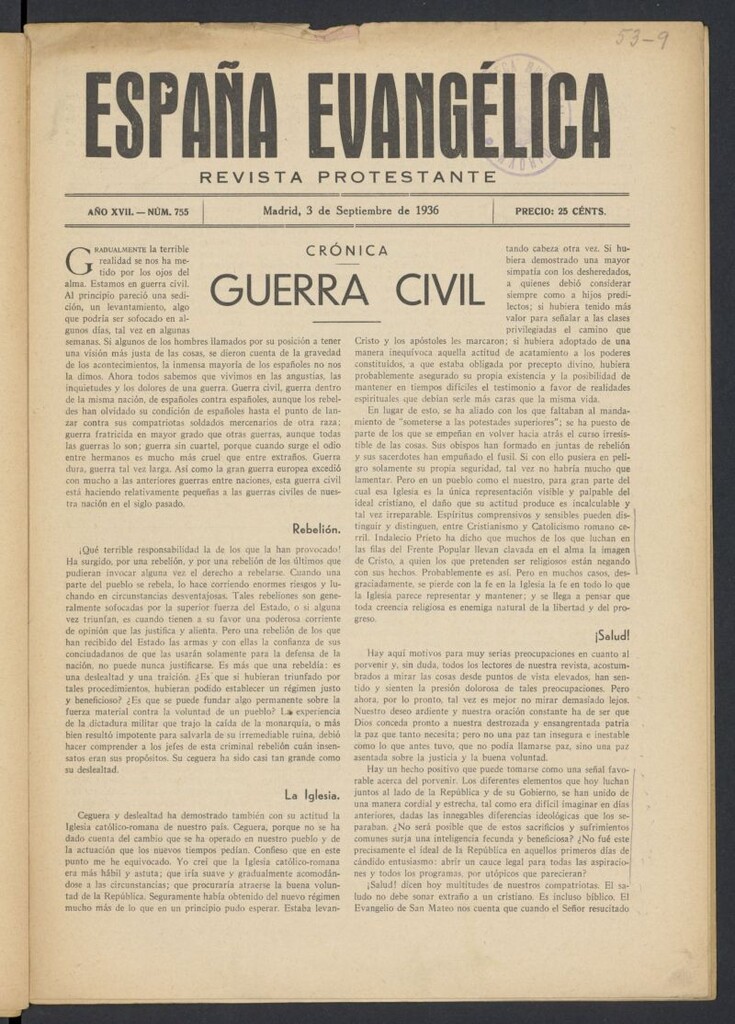 53-9
ESPAÑA EVANGÉLICA
REVISTA PROTESTANTE
AÑO XVII. — NÚM. 755
Madrid, 3 de Septiembre de 1936
PRECIO: 25 CÉNTS.
CRÓNICA
GUERRA CIVIL
GRADUALMENTE la terrible
realidad se nos ha me-
tido por los ojos del
alma. Estamos en guerra civil.
Al principio pareció una sedi-
ción, un levantamiento, algo
que podría ser sofocado en al-
gunos días, tal vez en algunas
semanas. Si algunos de los hombres llamados por su posición a tener
una visión más justa de las cosas, se dieron cuenta de la gravedad
de los acontecimientos, la inmensa mayoría de los españoles no nos
la dimos. Ahora todos sabemos que vivimos en las angustias, las
inquietudes y los dolores de una guerra. Guerra civil, guerra dentro
de la misma nación, de españoles contra españoles, aunque los rebel-
des han olvidado su condición de españoles hasta el punto de lan-
zar contra sus compatriotas soldados mercenarios de otra raza;
guerra fratricida en mayor grado que otras guerras, aunque todas
las guerras lo son; guerra sin cuartel, porque cuando surge el odio
entre hermanos es mucho más cruel que entre extraños. Guerra
dura, guerra tal vez larga. Así como la gran guerra europea excedió
con mucho a las anteriores guerras entre naciones, esta guerra civil
está haciendo relativamente pequeñas a las guerras civiles de nues-
tra nación en el siglo pasado.
Rebelión.
¡Qué terrible responsabilidad la de los que la han provocado!
Ha surgido, por una rebelión, y por una rebelión de los últimos que
pudieran invocar alguna vez el derecho a rebelarse. Cuando una
parte del pueblo se rebela, lo hace corriendo enormes riesgos y lu-
chando en circunstancias desventajosas. Tales rebeliones son gene-
ralmente sofocadas por la superior fuerza del Estado, o si alguna
vez triunfan, es cuando tienen a su favor una poderosa corriente
de opinión que las justifica y alienta. Pero una rebelión de los que
han recibido del Estado las armas y con ellas la confianza de sus
conciudadanos de que las usarán solamente para la defensa de la
nación, no puede nunca justificarse. Es más que una rebeldía: es
una deslealtad y una traición. ¿Es que si hubieran triunfado por
tales procedimientos, hubieran podido establecer un régimen justo
y beneficioso? ¿Es que se puede fundar algo permanente sobre la
fuerza material contra la voluntad de un pueblo? La experiencia
de la dictadura militar que trajo la caída de la monarquía, o más
bien resultó impotente para salvarla de su irremediable ruina, debió
hacer comprender a los jefes de esta criminal rebelión cuán insen-
satos eran sus propósitos. Su ceguera ha sido casi tan grande como
su deslealtad.
La Iglesia.
Ceguera y deslealtad ha demostrado también con su actitud la
Iglesia católico-romana de nuestro país. Ceguera, porque no se ha
dado cuenta del cambio que se ha operado en nuestro pueblo y de
la actuación que los nuevos tiempos pedían. Confieso que en este
punto me he equivocado. Yo creí que la Iglesia católico-romana
era más hábil y astuta; que iría suave y gradualmente acomodán-
dose a las circunstancias; que procuraría atraerse la buena volun-
tad de la República. Seguramente había obtenido del nuevo régimen
mucho más de lo que en un principio pudo esperar. Estaba levan-
tando cabeza otra vez. Si hu-
biera demostrado una mayor
simpatía con los desheredados,
a quienes debió considerar
siempre como a hijos predi-
lectos; si hubiera tenido más
valor para señalar a las clases
privilegiadas el camino que
Cristo y los apóstoles les marcaron; si hubiera adoptado de una
manera inequívoca aquella actitud de acatamiento a los poderes
constituídos, a que estaba obligada por precepto divino, hubiera
probablemente asegurado su propia existencia y la posibilidad de
mantener en tiempos difíciles el testimonio a favor de realidades
espirituales que debían serle más caras que la misma vida.
En lugar de esto, se ha aliado con los que faltaban al manda-
miento de "someterse a las potestades superiores"; se ha puesto de
parte de los que se empeñan en volver hacia atrás el curso irresis-
tible de las cosas. Sus obispos han formado en juntas de rebelión
y sus sacerdotes han empuñado el fusil. Si con ello pusiera en peli-
gro solamente su propia seguridad, tal vez no habría mucho que
lamentar. Pero en un pueblo como el nuestro, para gran parte del
cual esa Iglesia es la única representación visible y palpable del
ideal cristiano, el daño que su actitud produce es incalculable y
tal vez irreparable. Espíritus comprensivos y sensibles pueden dis-
tinguir y distinguen, entre Cristianismo y Catolicismo romano ce-
rril. Indalecio Prieto ha dicho que muchos de los que luchan en
las filas del Frente Popular llevan clavada en el alma la imagen
de Cristo, a quien los que pretenden ser religiosos están negando
con sus hechos. Probablemente es así. Pero en muchos casos, des-
graciadamente, se pierde con la fe en la Iglesia la fe en todo lo que
la Iglesia parece representar y mantener; y se llega a pensar que
toda creencia religiosa es enemiga natural de la libertad y del pro-
greso.
¡Salud!
Hay aquí motivos para muy serias preocupaciones en cuanto al
porvenir y, sin duda, todos los lectores de nuestra revista, acostum-
brados a mirar las cosas desde puntos de vista elevados, han sen-
tido y sienten la presión dolorosa de tales preocupaciones. Pero
ahora, por lo pronto, tal vez es mejor no mirar demasiado lejos.
Nuestro deseo ardiente y nuestra oración constante ha de ser que
Dios conceda pronto a nuestra destrozada y ensangrentada patria
la paz que tanto necesita; pero no una paz tan insegura e inestable
como lo que antes tuvo, que no podía llamarse paz, sino una paz
asentada sobre la justicia y la buena voluntad.
Hay un hecho positivo que puede tomarse como una señal favo-
rable acerca del porvenir. Los diferentes elementos que hoy luchan
juntos al lado de la República y de su Gobierno, se han unido de
una manera cordial y estrecha, tal como era difícil imaginar en días
anteriores, dadas las innegables diferencias ideológicas que los se-
paraban. ¿No será posible que de estos sacrificios y sufrimientos
comunes surja una inteligencia fecunda y beneficiosa? ¿No fué este
precisamente el ideal de la República en aquellos primeros días de
cándido entusiasmo: abrir un cauce legal para todas las aspiracio-
nes y todos los programas, por utópicos que parecieran?
¡Salud! dicen hoy multitudes de nuestros compatriotas. El sa-
ludo no debe sonar extraño a un cristiano. Es incluso bíblico. El
Evangelio de San Mateo nos cuenta que cuando el Señor resucitado